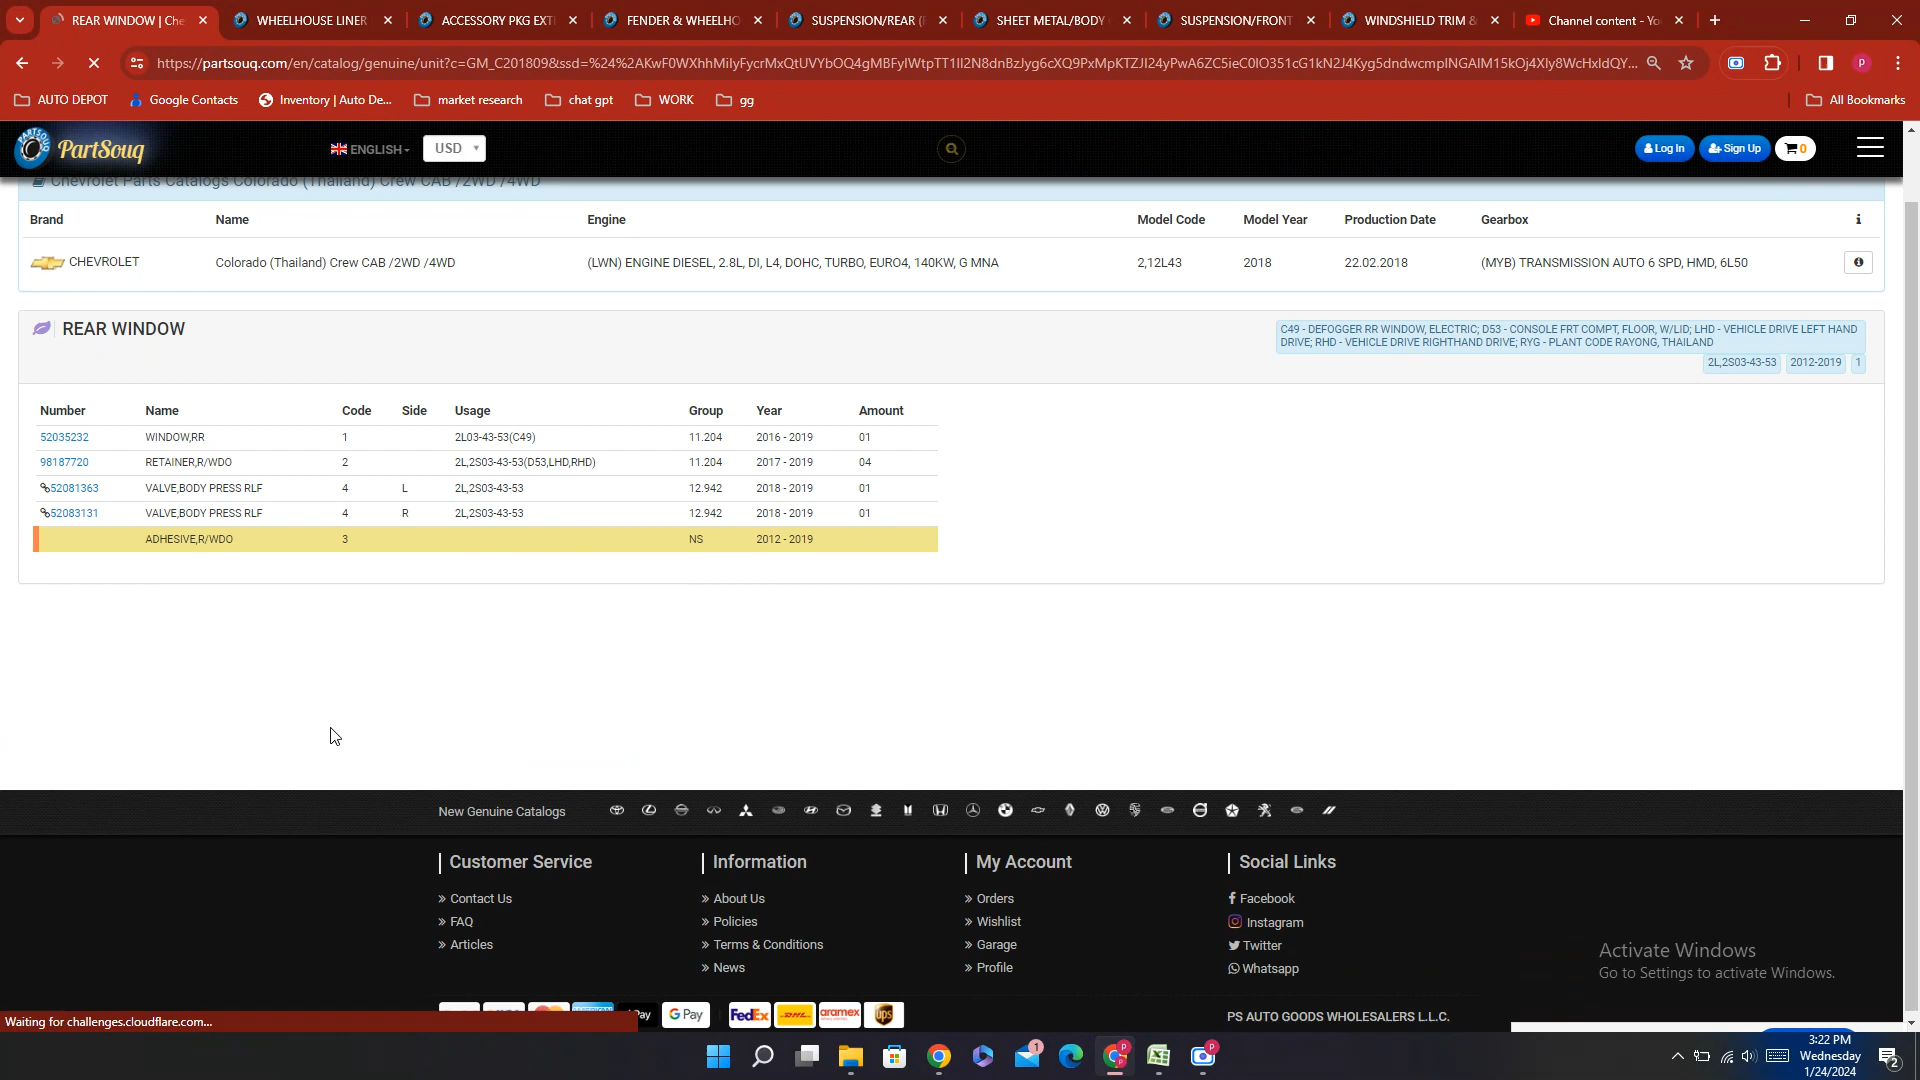 REAR WINDOW | Che
WHEELHOUSE LINER
ACCESSORY PKG EXT
FENDER & WHEELHO
SUSPENSION/REAR (
SHEET METAL/BODY
SUSPENSION/FRONT
WINDSHIELD TRIM &
Channel content - Yo
AUTO DEPOT
Google Contacts
Inventory | Auto De...
market research
chat gpt
WORK
gg
All Bookmarks
PARTSOUQ PartSouq
ENGLISH
USD
Log In
Sign Up
0
Chevrolet Parts Catalogs Colorado (Thailand) Crew CAB /2WD /4WD
Brand Name Engine Model Code Model Year Production Date Gearbox
CHEVROLET Colorado (Thailand) Crew CAB /2WD /4WD (LWN) ENGINE DIESEL, 2.8L, DI, L4, DOHC, TURBO, EURO4, 140KW, G MNA 2,12L43 2018 22.02.2018 (MYB) TRANSMISSION AUTO 6 SPD, HMD, 6L50
REAR WINDOW
C49 - DEFOGGER RR WINDOW, ELECTRIC; D53 - CONSOLE FRT COMPT, FLOOR, W/LID; LHD - VEHICLE DRIVE LEFT HAND
DRIVE; RHD - VEHICLE DRIVE RIGHTHAND DRIVE; RYG - PLANT CODE RAYONG, THAILAND
2L,2S03-43-53 2012-2019 1
Number Name Code Side Usage Group Year Amount
52035232 WINDOW,RR 1 2L03-43-53(C49) 11.204 2016 - 2019 01
98187720 RETAINER,R/WDO 2 2L,2S03-43-53(D53,LHD,RHD) 11.204 2017 - 2019 04
52081363 VALVE,BODY PRESS RLF 4 L 2L,2S03-43-53 12.942 2018 - 2019 01
52083131 VALVE,BODY PRESS RLF 4 R 2L,2S03-43-53 12.942 2018 - 2019 01
ADHESIVE,R/WDO 3 NS 2012 - 2019
New Genuine Catalogs
Customer Service
» Contact Us
» FAQ
» Articles
Information
» About Us
» Policies
» Terms & Conditions
» News
My Account
» Orders
» Wishlist
» Garage
» Profile
Social Links
Facebook
Instagram
Twitter
Whatsapp
Activate Windows
Go to Settings to activate Windows.
Pay
G Pay
FedEx
DHL
aramex
ups
PS AUTO GOODS WHOLESALERS L.L.C.
Waiting for challenges.cloudflare.com...
1
3:22 PM
Wednesday
1/24/2024
2